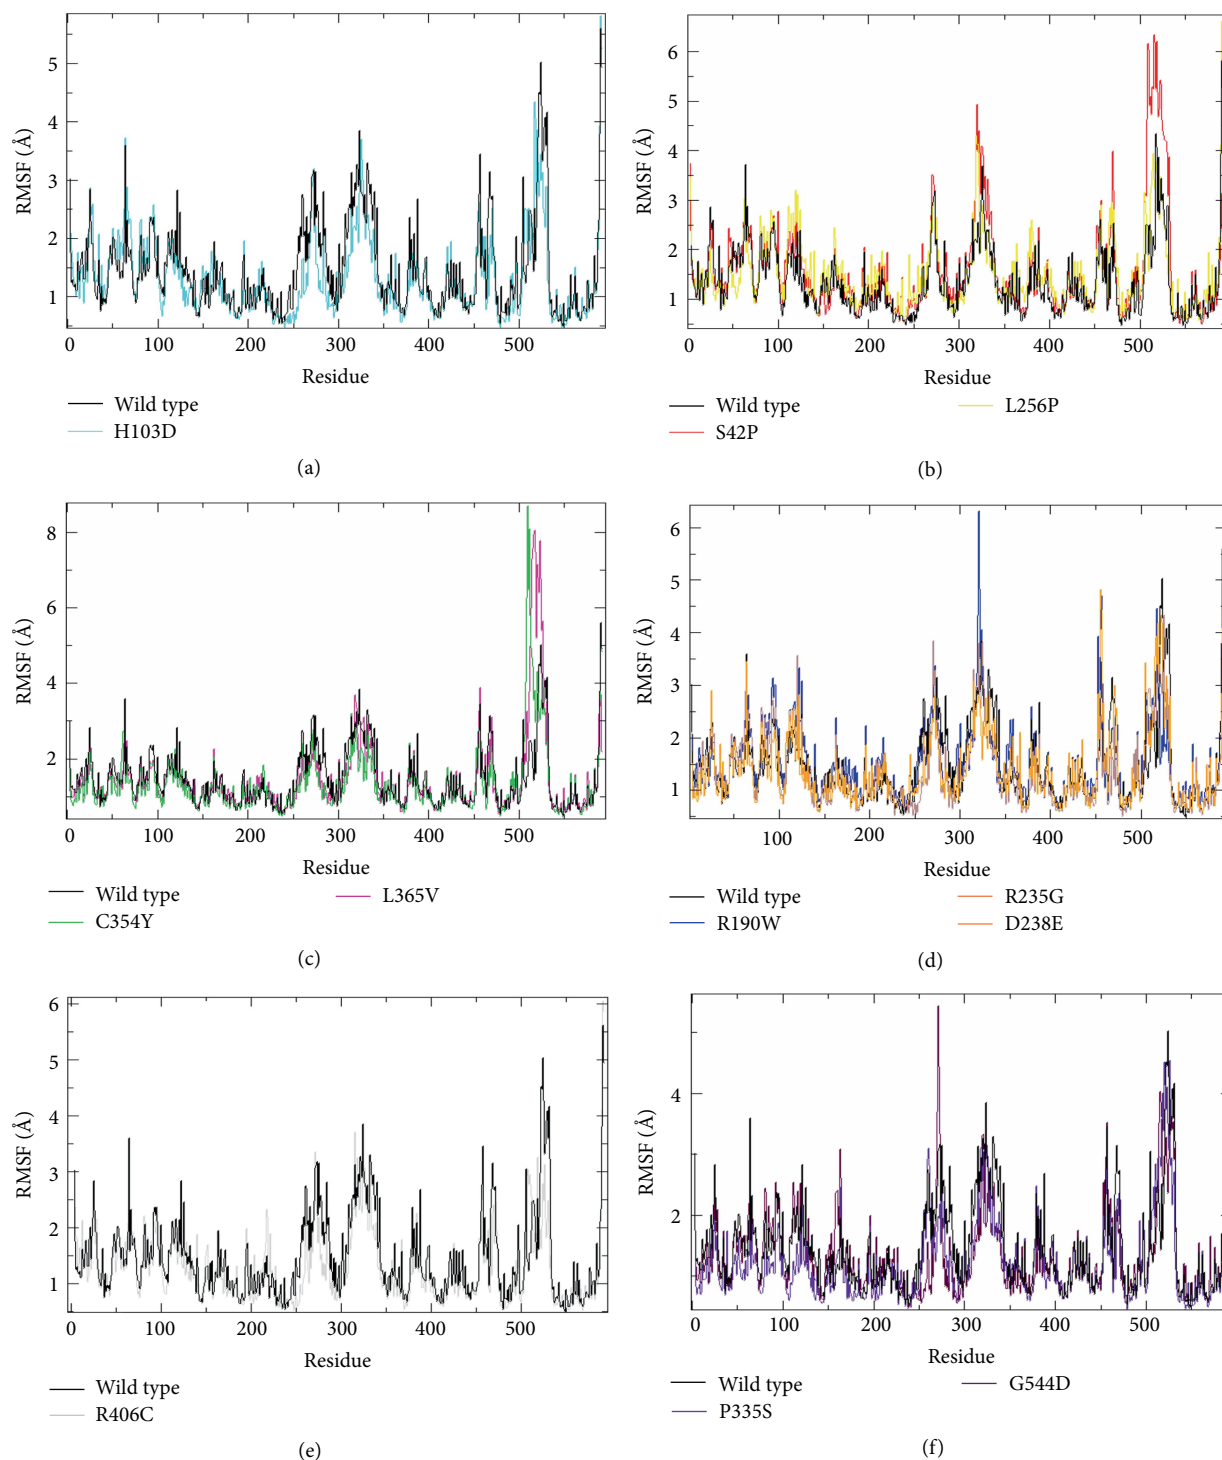 5
4
3
2
1
RMSF (Å)
0 100 200 300 400 500
Residue
Wild type
H103D
(a)
6
5
4
3
2
1
RMSF (Å)
0 100 200 300 400 500
Residue
Wild type L256P
S42P
(b)
8
6
4
2
RMSF (Å)
0 100 200 300 400 500
Residue
Wild type L365V
C354Y
(c)
6
5
4
3
2
1
RMSF (Å)
100 200 300 400 500
Residue
Wild type R235G
R190W D238E
(d)
6
5
4
3
2
1
RMSF (Å)
0 100 200 300 400 500
Residue
Wild type
R406C
(e)
4
2
RMSF (Å)
0 100 200 300 400 500
Residue
Wild type G544D
P335S
(f)